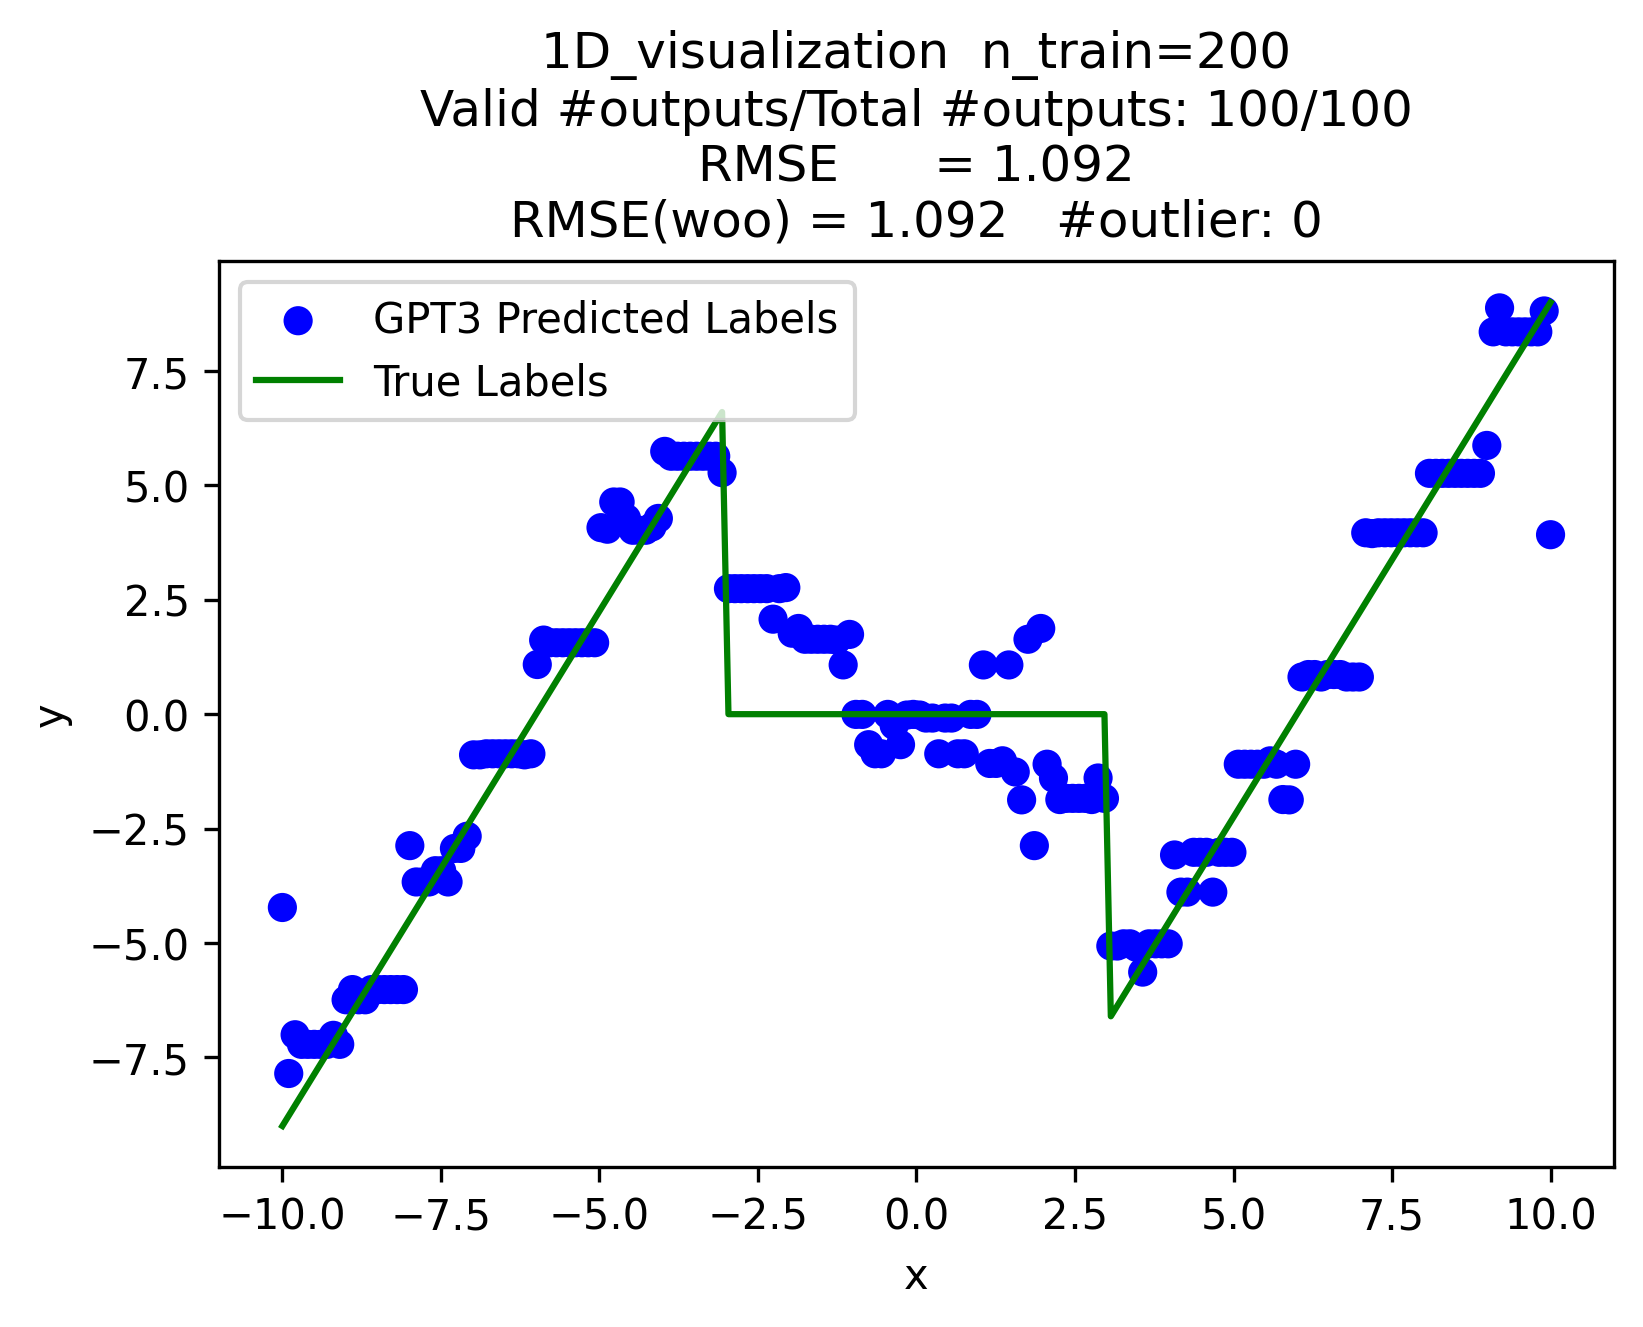 1D_visualization  n_train=200
Valid #outputs/Total #outputs: 100/100
RMSE      = 1.092
RMSE(woo) = 1.092   #outlier: 0
GPT3 Predicted Labels
True Labels
7.5
5.0
2.5
0.0
−2.5
−5.0
−7.5
y
−10.0 −7.5 −5.0 −2.5 0.0 2.5 5.0 7.5 10.0
x